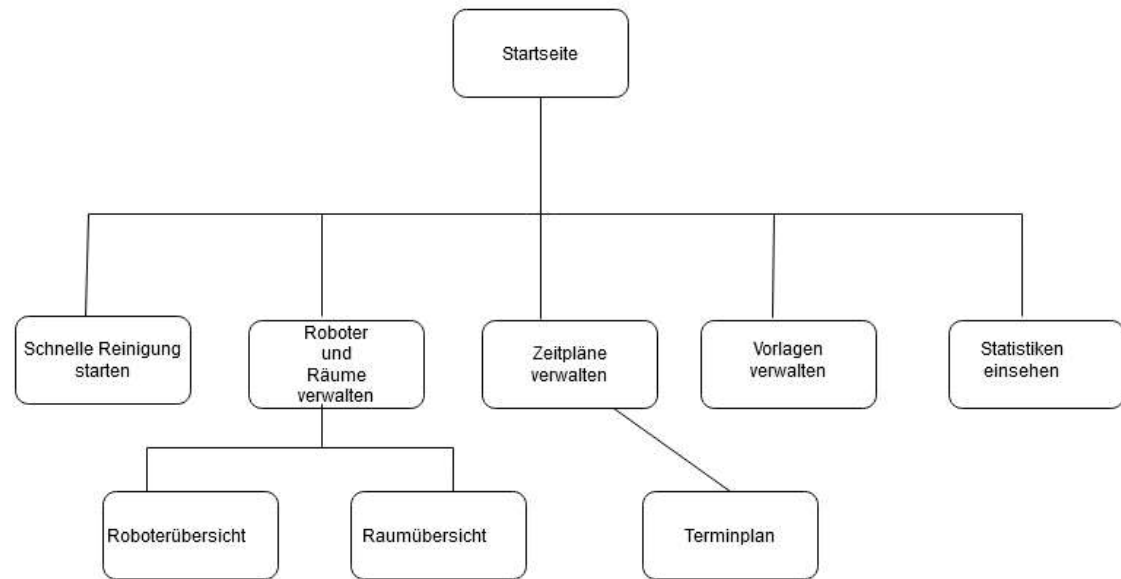 Startseite
Schnelle Reinigung
starten
Roboter
und
Räume
verwalten
Zeitpläne
verwalten
Vorlagen
verwalten
Statistiken
einsehen
Roboterübersicht
Raumübersicht
Terminplan